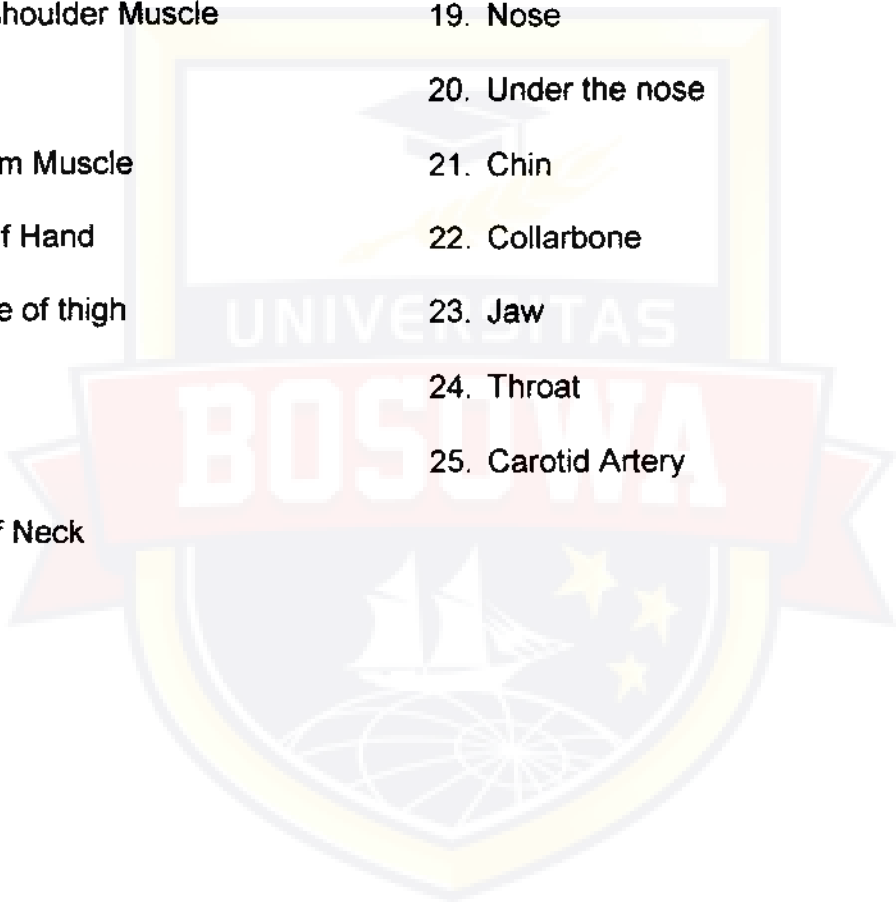 houlder Muscle
m Muscle
f Hand
e of thigh
f Neck
19. Nose
20. Under the nose
21. Chin
22. Collarbone
23. Jaw
24. Throat
25. Carotid Artery
UNIVERSITAS
BOSOWA